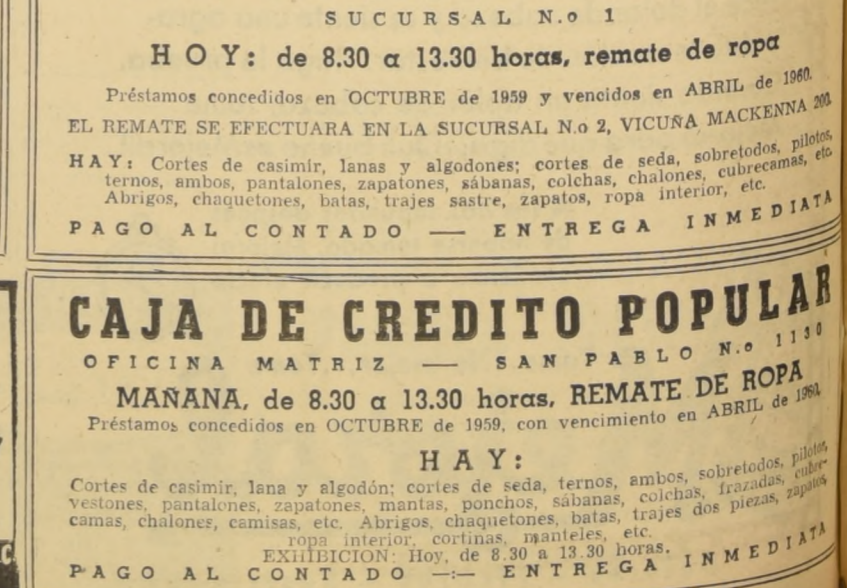 SUCURSAL N.o 1
HOY: de 8.30 a 13.30 horas, remate de ropa
Préstamos concedidos en OCTUBRE de 1959 y vencidos en ABRIL de 1960.
EL REMATE SE EFECTUARA EN LA SUCURSAL N.o 2, VICUÑA MACKENNA 200.
HAY: Cortes de casimir, lanas y algodones; cortes de seda, sobretodos, pilotos,
ternos, ambos, pantalones, zapatones, sábanas, colchas, chalones, cubrecamas, etc.
Abrigos, chaquetones, batas, trajes sastre, zapatos, ropa interior, etc.
PAGO AL CONTADO — ENTREGA INMEDIATA
CAJA DE CREDITO POPULAR
OFICINA MATRIZ — SAN PABLO N.o 1130
MAÑANA, de 8.30 a 13.30 horas, REMATE DE ROPA
Préstamos concedidos en OCTUBRE de 1959, con vencimiento en ABRIL de 1960.
HAY:
Cortes de casimir, lana y algodón; cortes de seda, ternos, ambos, sobretodos, pilotos,
vestones, pantalones, zapatones, mantas, ponchos, sábanas, colchas, frazadas, cubre-
camas, chalones, camisas, etc. Abrigos, chaquetones, batas, trajes dos piezas, zapatos,
ropa interior, cortinas, manteles, etc.
EXHIBICION: Hoy, de 8.30 a 13.30 horas.
PAGO AL CONTADO —:— ENTREGA INMEDIATA
C